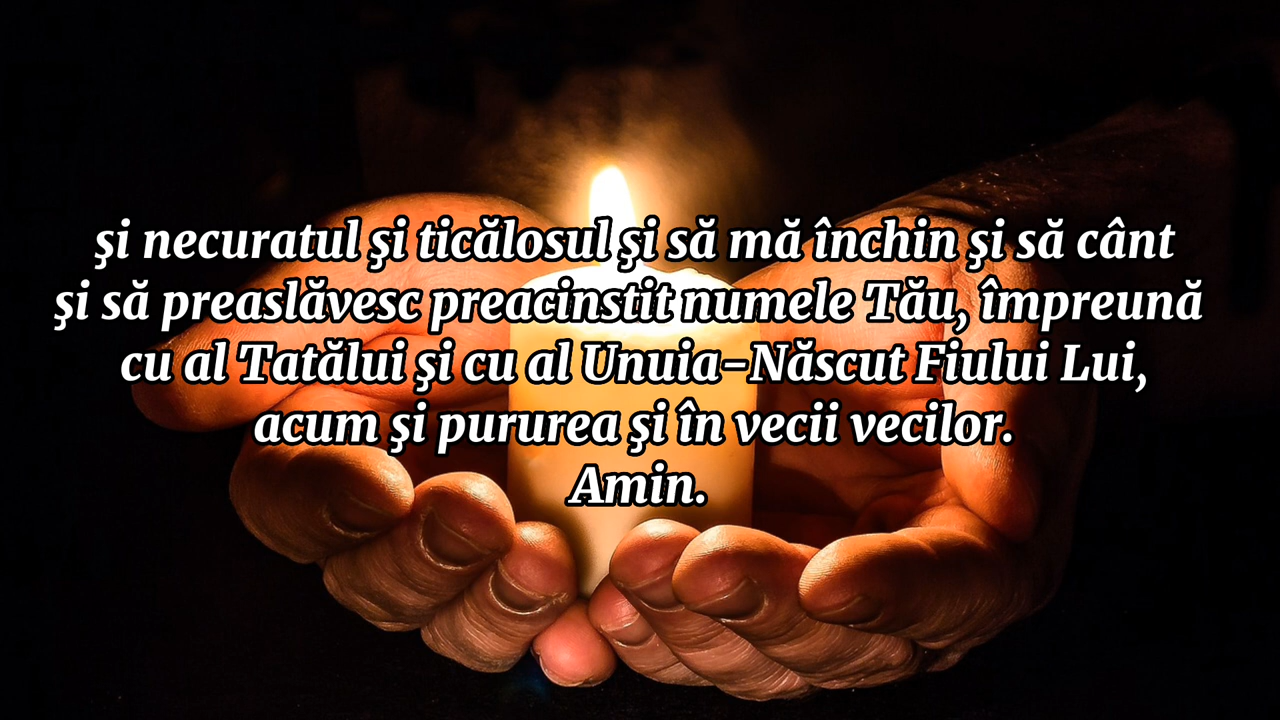 şi necuratul şi ticălosul şi să mă închin şi să cânt
şi să preaslăvesc preacinstit numele Tău, împreună
cu al Tatălui şi cu al Unuia-Născut Fiului Lui,
acum şi pururea şi în vecii vecilor.
Amin.